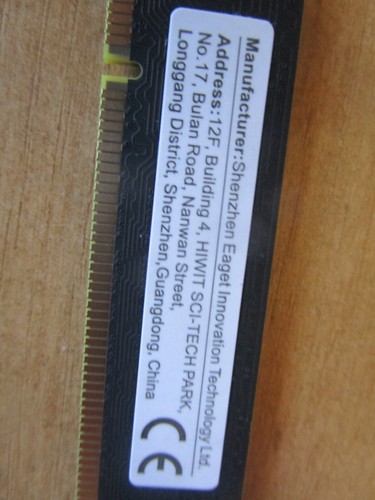 Manufacturer:Shenzhen Eaget Innovation Technology Ltd.
Address:12F, Building 4, HIWIT SCI-TECH PARK,
No.17, Bulan Road, Nanwan Street,
Longgang District, Shenzhen,Guangdong, China
CE